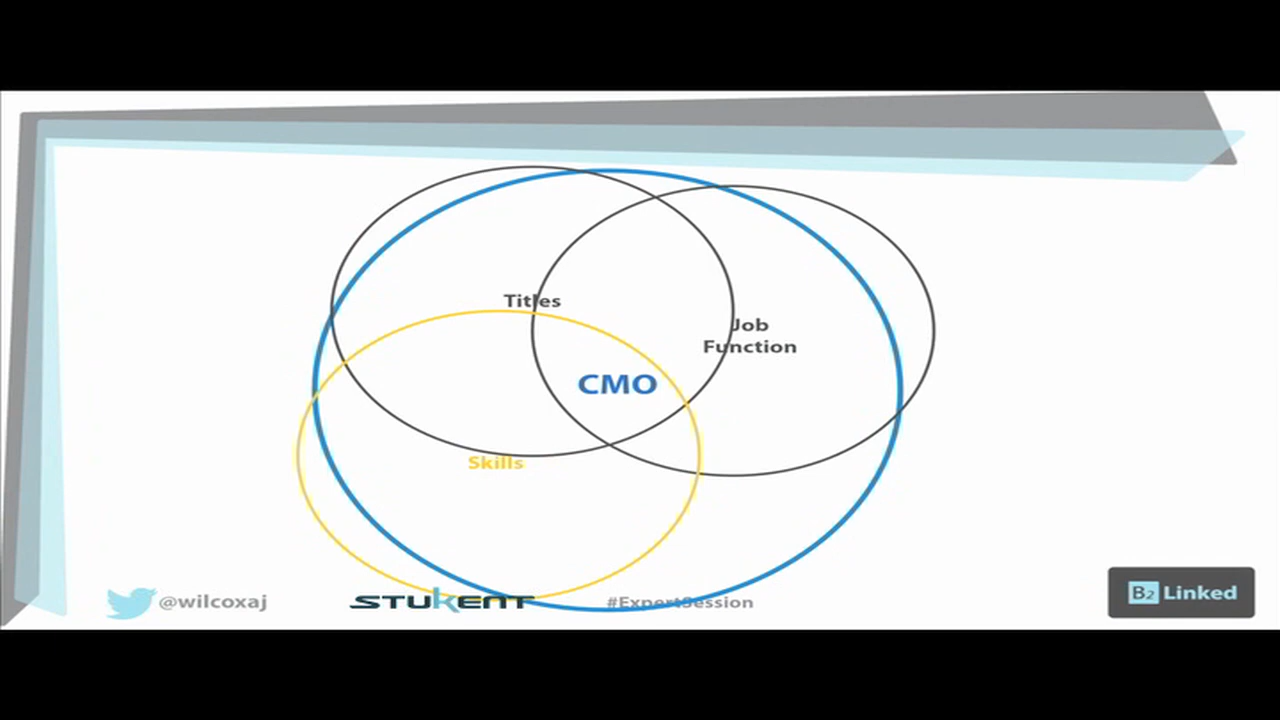 Titles
Job
Function
CMO
Skills
@wilcoxaj
STUKENT
#ExpertSession
B2 Linked